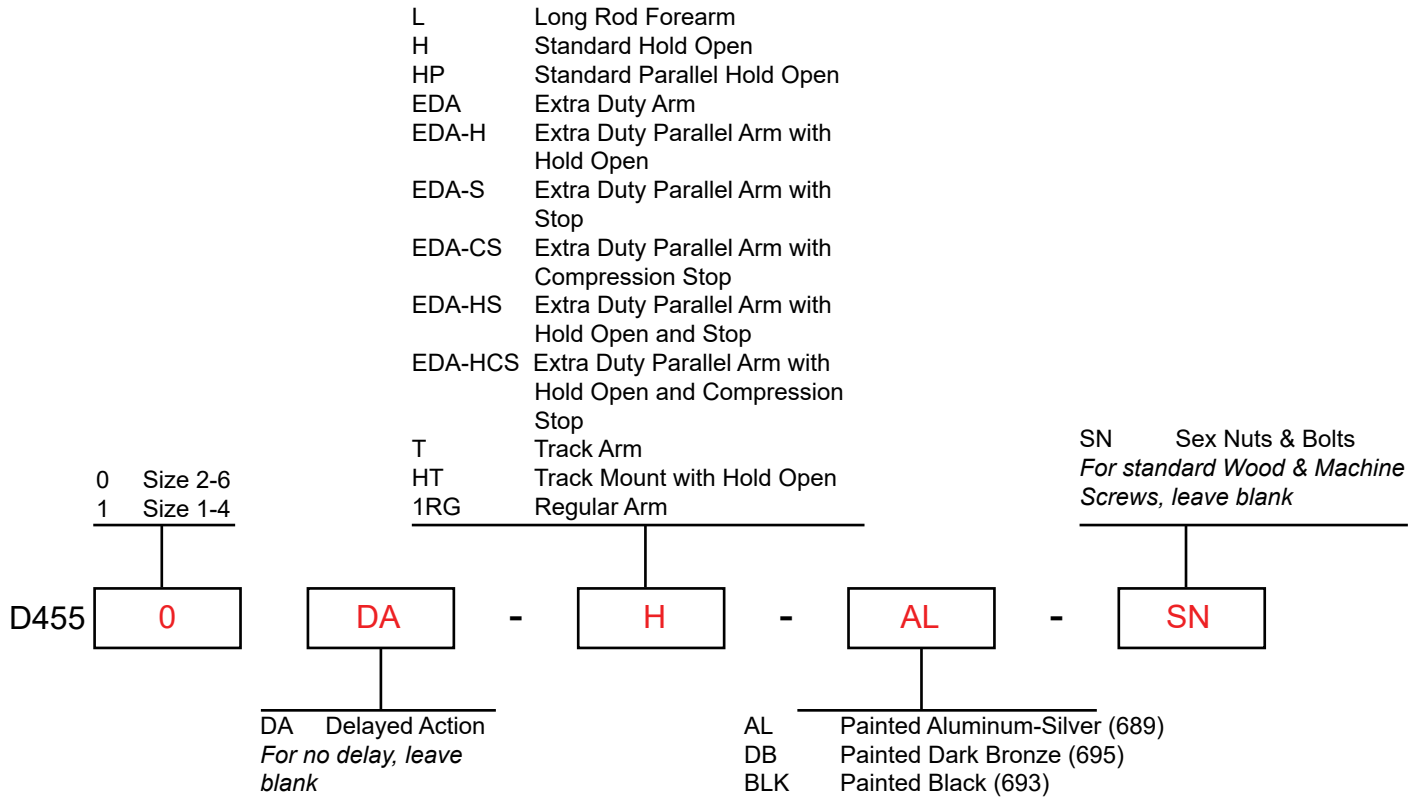 L Long Rod Forearm
H Standard Hold Open
HP Standard Parallel Hold Open
EDA Extra Duty Arm
EDA-H Extra Duty Parallel Arm with
Hold Open
EDA-S Extra Duty Parallel Arm with
Stop
EDA-CS Extra Duty Parallel Arm with
Compression Stop
EDA-HS Extra Duty Parallel Arm with
Hold Open and Stop
EDA-HCS Extra Duty Parallel Arm with
Hold Open and Compression
Stop
T Track Arm
HT Track Mount with Hold Open
1RG Regular Arm
0 Size 2-6
1 Size 1-4
SN Sex Nuts & Bolts
For standard Wood & Machine
Screws, leave blank
D455 0 DA - H - AL - SN
DA Delayed Action
For no delay, leave
blank
AL Painted Aluminum-Silver (689)
DB Painted Dark Bronze (695)
BLK Painted Black (693)